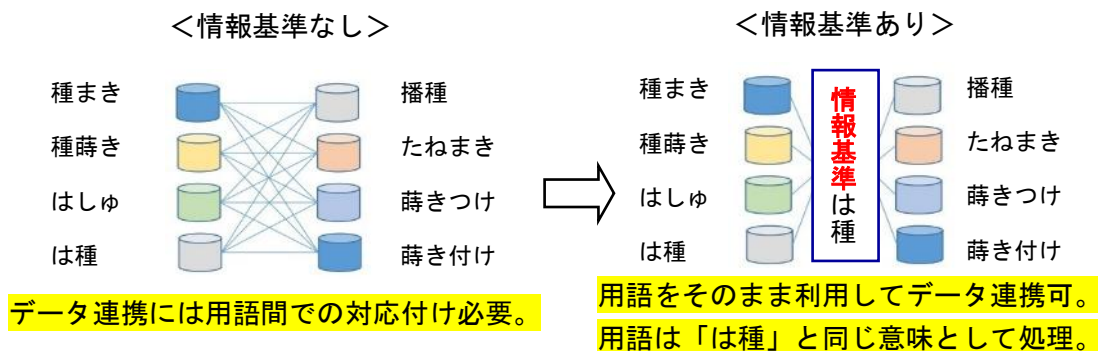 ＜情報基準なし＞
種まき
種蒔き
はしゅ
は種
播種
たねまき
蒔きつけ
蒔き付け
データ連携には用語間での対応付け必要。
＜情報基準あり＞
種まき
種蒔き
はしゅ
は種
情報基準は種
播種
たねまき
蒔きつけ
蒔き付け
用語をそのまま利用してデータ連携可。
用語は「は種」と同じ意味として処理。